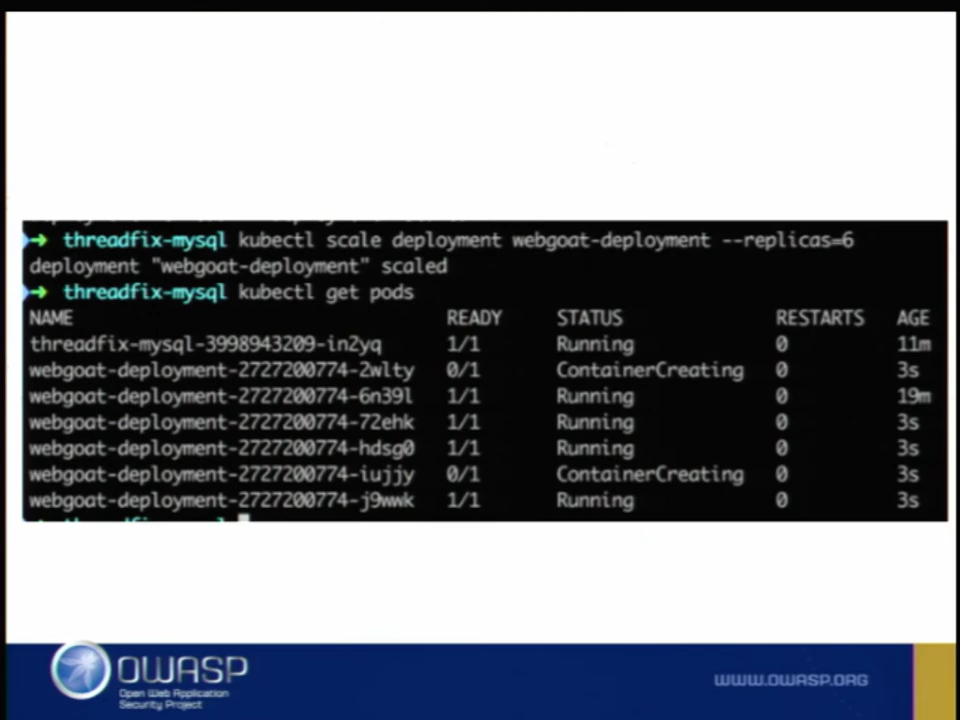 ➜ threadfix-mysql kubectl scale deployment webgoat-deployment --replicas=6
deployment "webgoat-deployment" scaled
➜ threadfix-mysql kubectl get pods
NAME READY STATUS RESTARTS AGE
threadfix-mysql-3998943209-in2yq 1/1 Running 0 11m
webgoat-deployment-2727200774-2wlty 0/1 ContainerCreating 0 3s
webgoat-deployment-2727200774-6n39l 1/1 Running 0 19m
webgoat-deployment-2727200774-72ehk 1/1 Running 0 3s
webgoat-deployment-2727200774-hdsg0 1/1 Running 0 3s
webgoat-deployment-2727200774-iujjy 0/1 ContainerCreating 0 3s
webgoat-deployment-2727200774-j9wwk 1/1 Running 0 3s
OWASP
Open Web Application
Security Project
WWW.OWASP.ORG